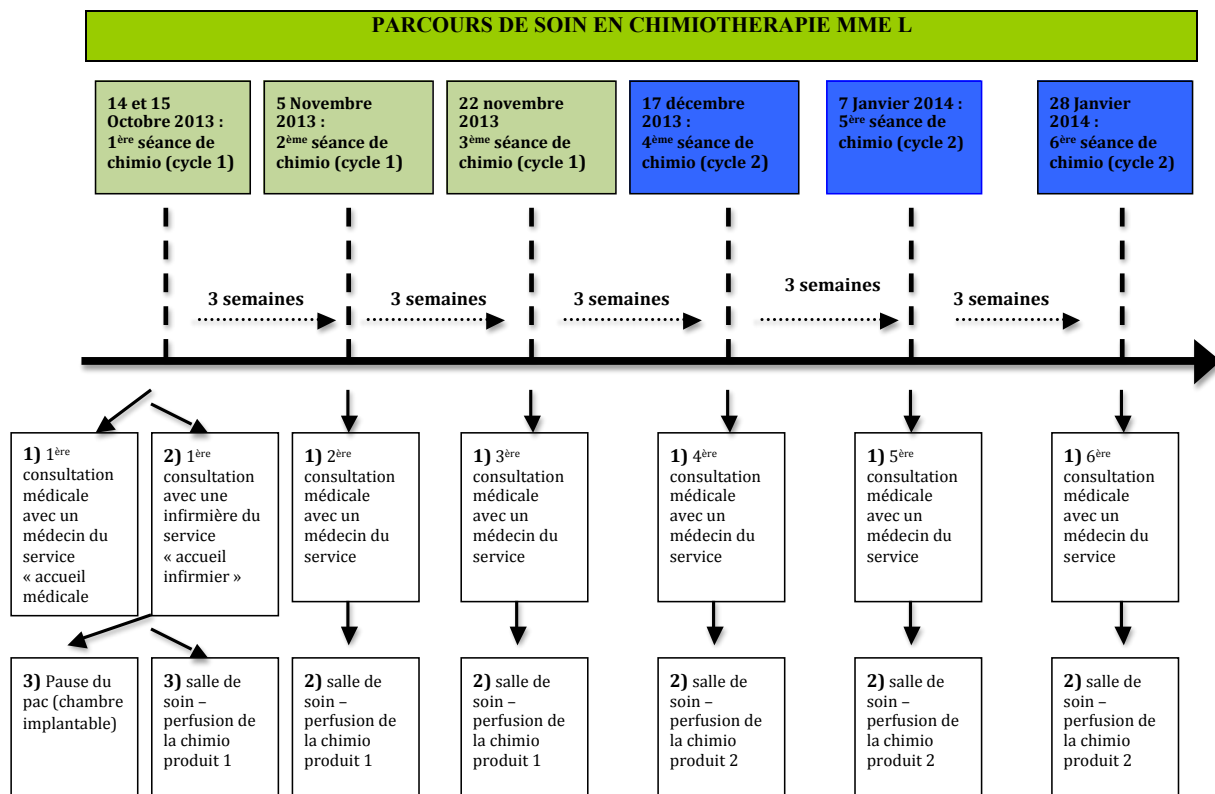 PARCOURS DE SOIN EN CHIMIOTHERAPIE MME L
14 et 15
Octobre 2013 :
1ère séance de
chimio (cycle 1)
5 Novembre
2013 :
2ème séance de
chimio (cycle 1)
22 novembre
2013
3ème séance de
chimio (cycle 1)
17 décembre
2013 :
4ème séance de
chimio (cycle 2)
7 Janvier 2014 :
5ère séance de
chimio (cycle 2)
28 Janvier
2014 :
6ère séance de
chimio (cycle 2)
3 semaines
3 semaines
3 semaines
3 semaines
3 semaines
1) 1ère
consultation
médicale
avec un
médecin du
service
« accueil
médicale
2) 1ère
consultation
avec une
infirmière du
service
« accueil
infirmier »
1) 2ère
consultation
médicale
avec un
médecin du
service
1) 3ère
consultation
médicale
avec un
médecin du
service
1) 4ère
consultation
médicale
avec un
médecin du
service
1) 5ère
consultation
médicale
avec un
médecin du
service
1) 6ère
consultation
médicale
avec un
médecin du
service
3) Pause du
pac (chambre
implantable)
3) salle de
soin –
perfusion de
la chimio
produit 1
2) salle de
soin –
perfusion de
la chimio
produit 1
2) salle de
soin –
perfusion de
la chimio
produit 1
2) salle de
soin –
perfusion de
la chimio
produit 2
2) salle de
soin –
perfusion de
la chimio
produit 2
2) salle de
soin –
perfusion de
la chimio
produit 2